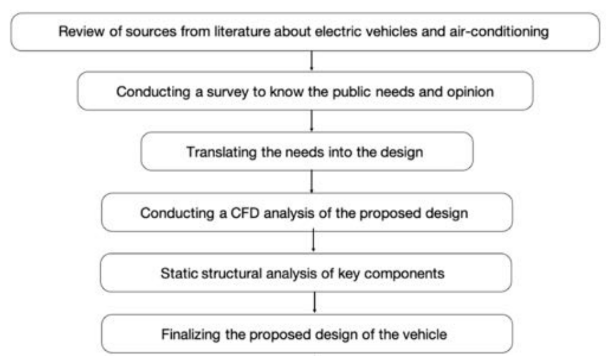 Review of sources from literature about electric vehicles and air-conditioning
Conducting a survey to know the public needs and opinion
Translating the needs into the design
Conducting a CFD analysis of the proposed design
Static structural analysis of key components
Finalizing the proposed design of the vehicle